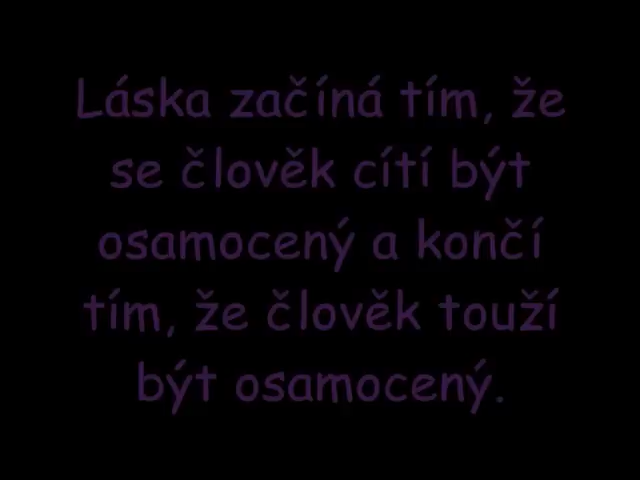 Láska začíná tím, že
se člověk cítí být
osamocený a končí
tím, že člověk touží
být osamocený.